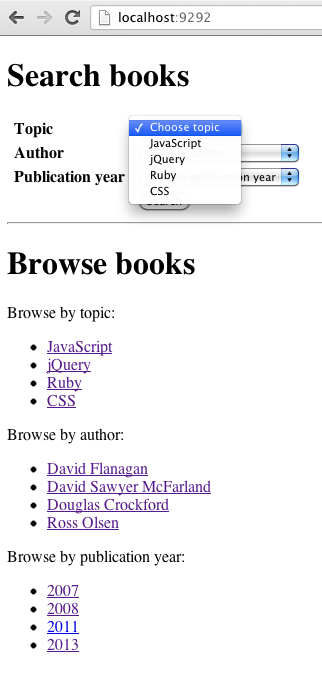 localhost:9292
Search books
Topic
Choose topic
JavaScript
jQuery
Ruby
CSS
Author
Publication year
publication year
Search
Browse books
Browse by topic:
JavaScript
jQuery
Ruby
CSS
Browse by author:
David Flanagan
David Sawyer McFarland
Douglas Crockford
Ross Olsen
Browse by publication year:
2007
2008
2011
2013